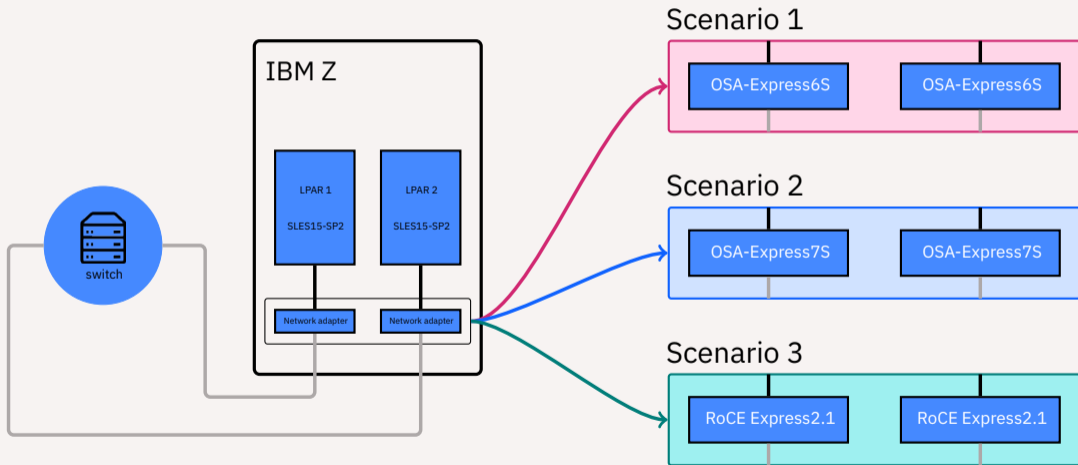 Scenario 1
IBM Z
OSA-Express6S
OSA-Express6S
LPAR 1
SLES15-SP2
LPAR 2
SLES15-SP2
Scenario 2
switch
OSA-Express7S
OSA-Express7S
Network adapter
Network adapter
Scenario 3
RoCE Express2.1
RoCE Express2.1